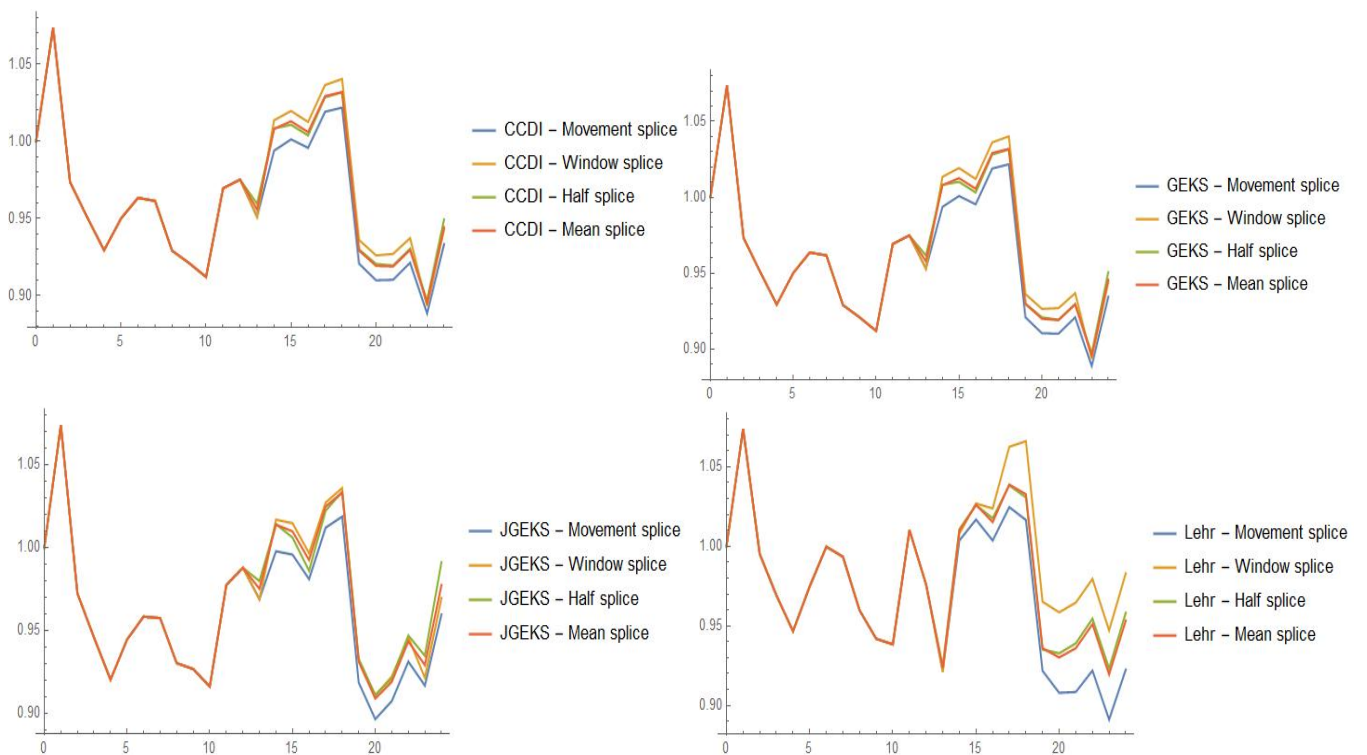 1.05
1.00
0.95
0.90
0 5 10 15 20
CCDI – Movement splice
CCDI – Window splice
CCDI – Half splice
CCDI – Mean splice
1.05
1.00
0.95
0.90
0 5 10 15 20
GEKS – Movement splice
GEKS – Window splice
GEKS – Half splice
GEKS – Mean splice
1.05
1.00
0.95
0.90
0 5 10 15 20
JGEKS – Movement splice
JGEKS – Window splice
JGEKS – Half splice
JGEKS – Mean splice
1.05
1.00
0.95
0.90
0 5 10 15 20
Lehr – Movement splice
Lehr – Window splice
Lehr – Half splice
Lehr – Mean splice